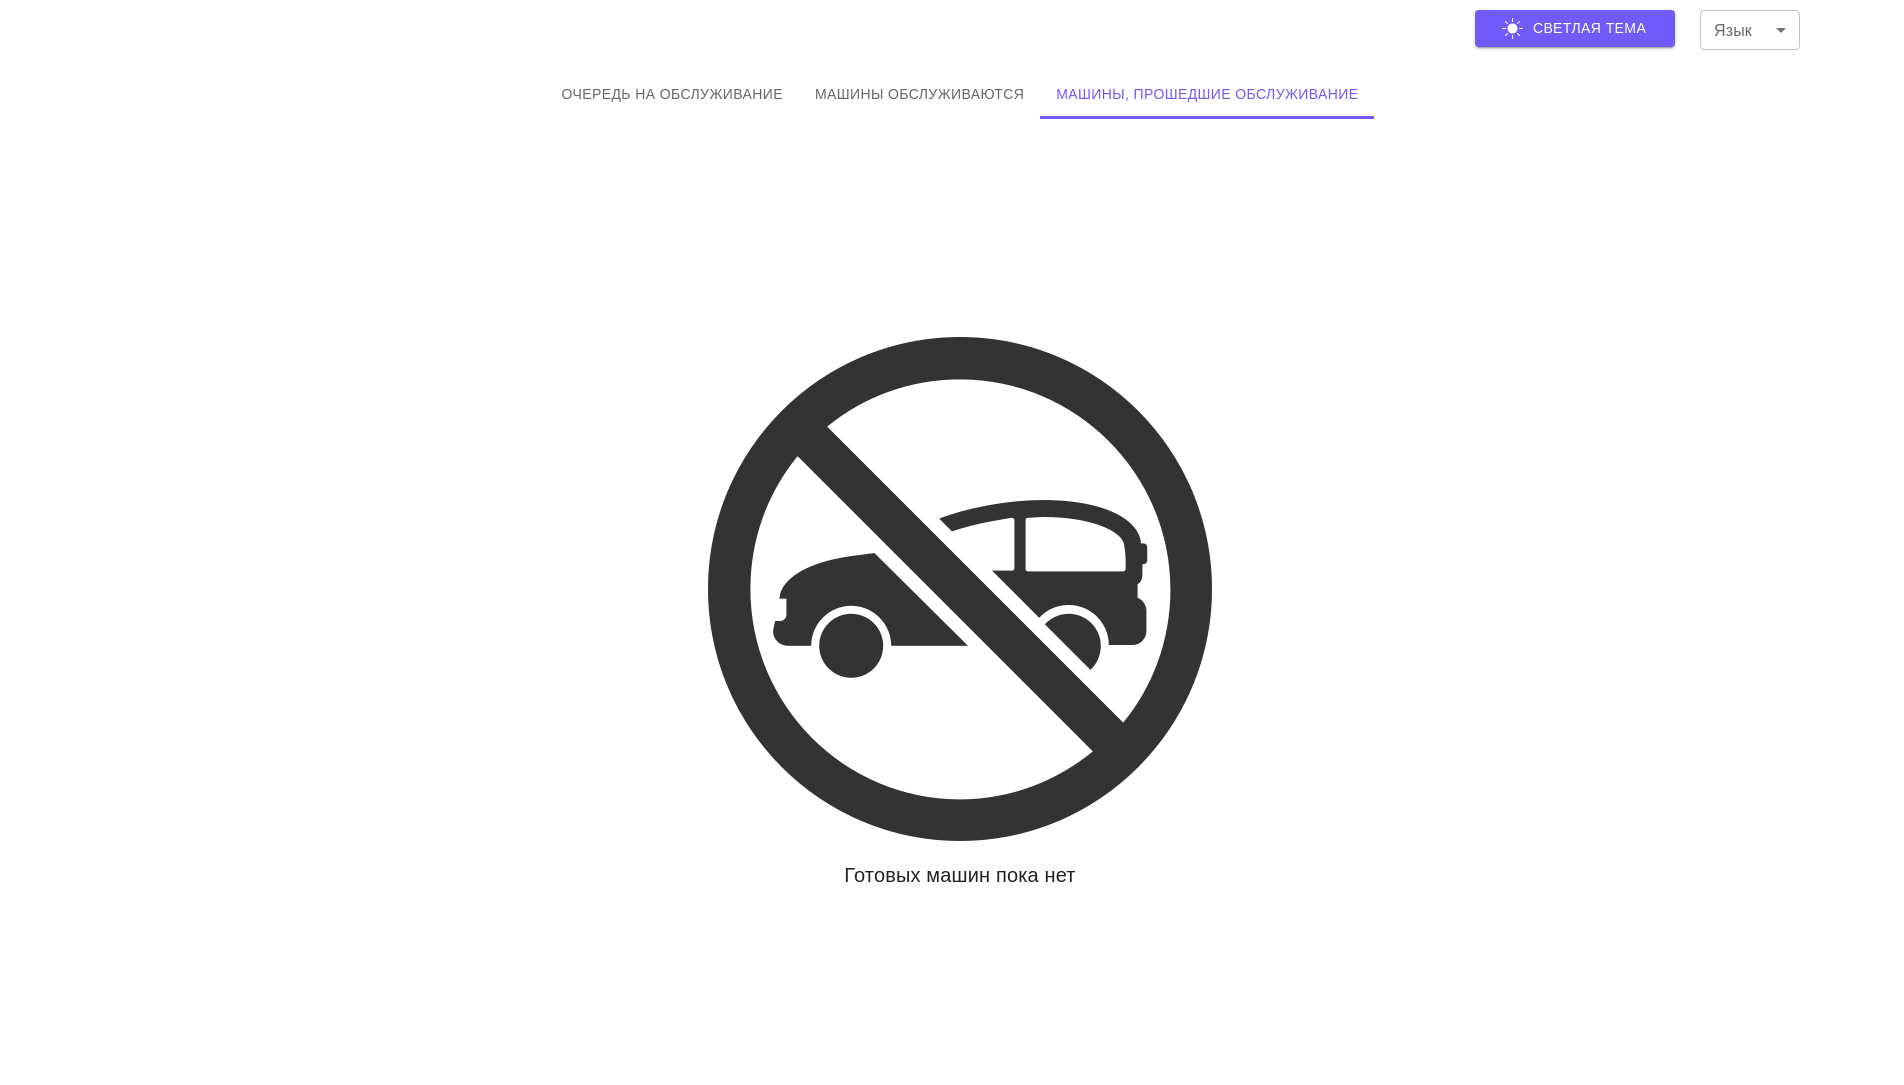 СВЕТЛАЯ ТЕМА
Язык
ОЧЕРЕДЬ НА ОБСЛУЖИВАНИЕ
МАШИНЫ ОБСЛУЖИВАЮТСЯ
МАШИНЫ, ПРОШЕДШИЕ ОБСЛУЖИВАНИЕ
Готовых машин пока нет